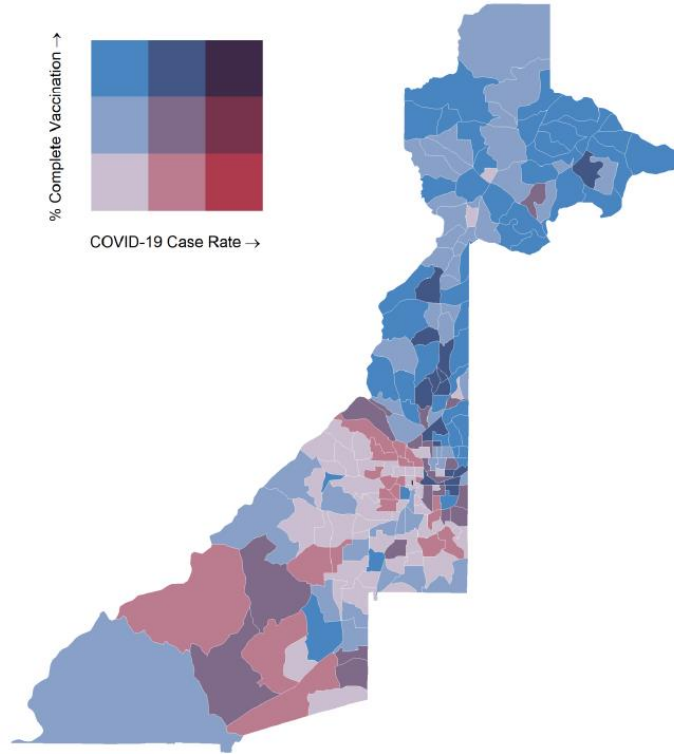 % Complete Vaccination →
COVID-19 Case Rate →